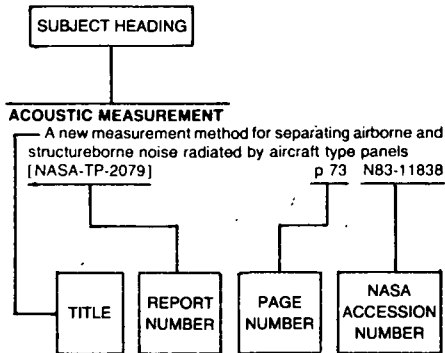 SUBJECT HEADING
ACOUSTIC MEASUREMENT
A new measurement method for separating airborne and
structureborne noise radiated by aircraft type panels
[NASA-TP-2079] p 73 N83-11838
TITLE
REPORT
NUMBER
PAGE
NUMBER
NASA
ACCESSION
NUMBER